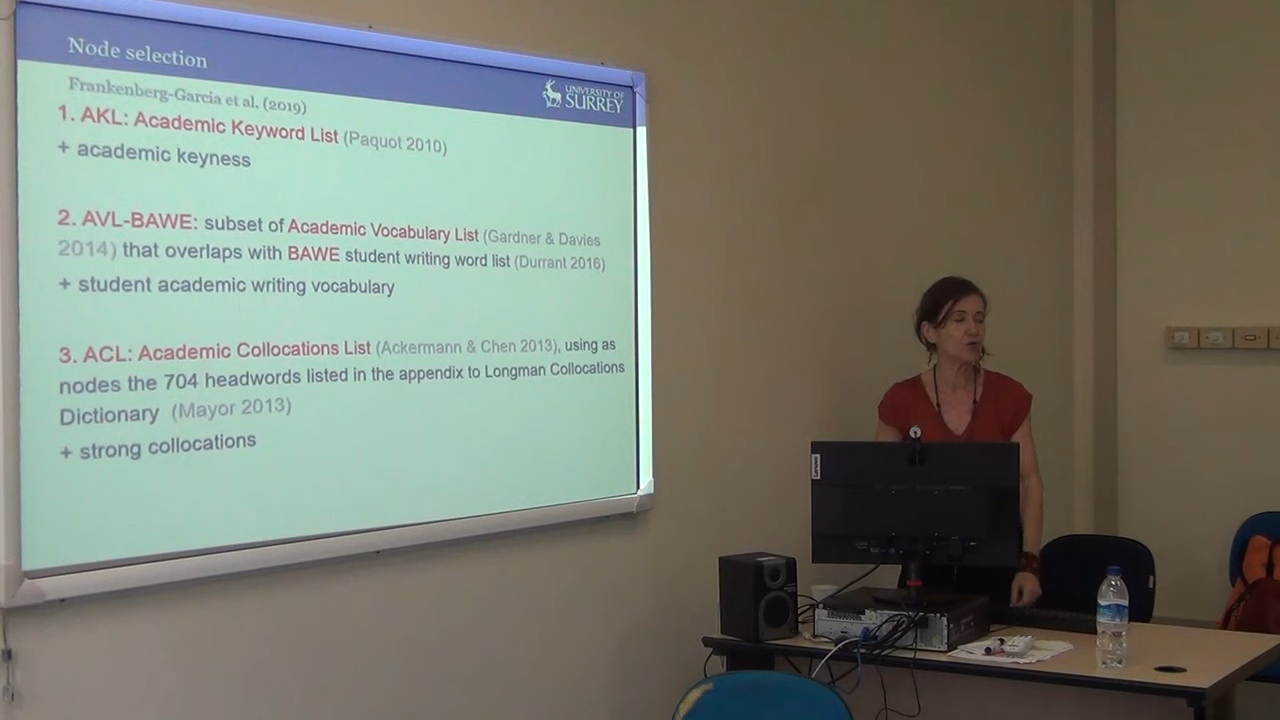 Node selection
Frankenberg-Garcia et al. (2019)
UNIVERSITY OF
SURREY
1. AKL: Academic Keyword List (Paquot 2010)
+ academic keyness
2. AVL-BAWE: subset of Academic Vocabulary List (Gardner & Davies
2014) that overlaps with BAWE student writing word list (Durrant 2016)
+ student academic writing vocabulary
3. ACL: Academic Collocations List (Ackermann & Chen 2013), using as
nodes the 704 headwords listed in the appendix to Longman Collocations
Dictionary (Mayor 2013)
+ strong collocations
Lenovo